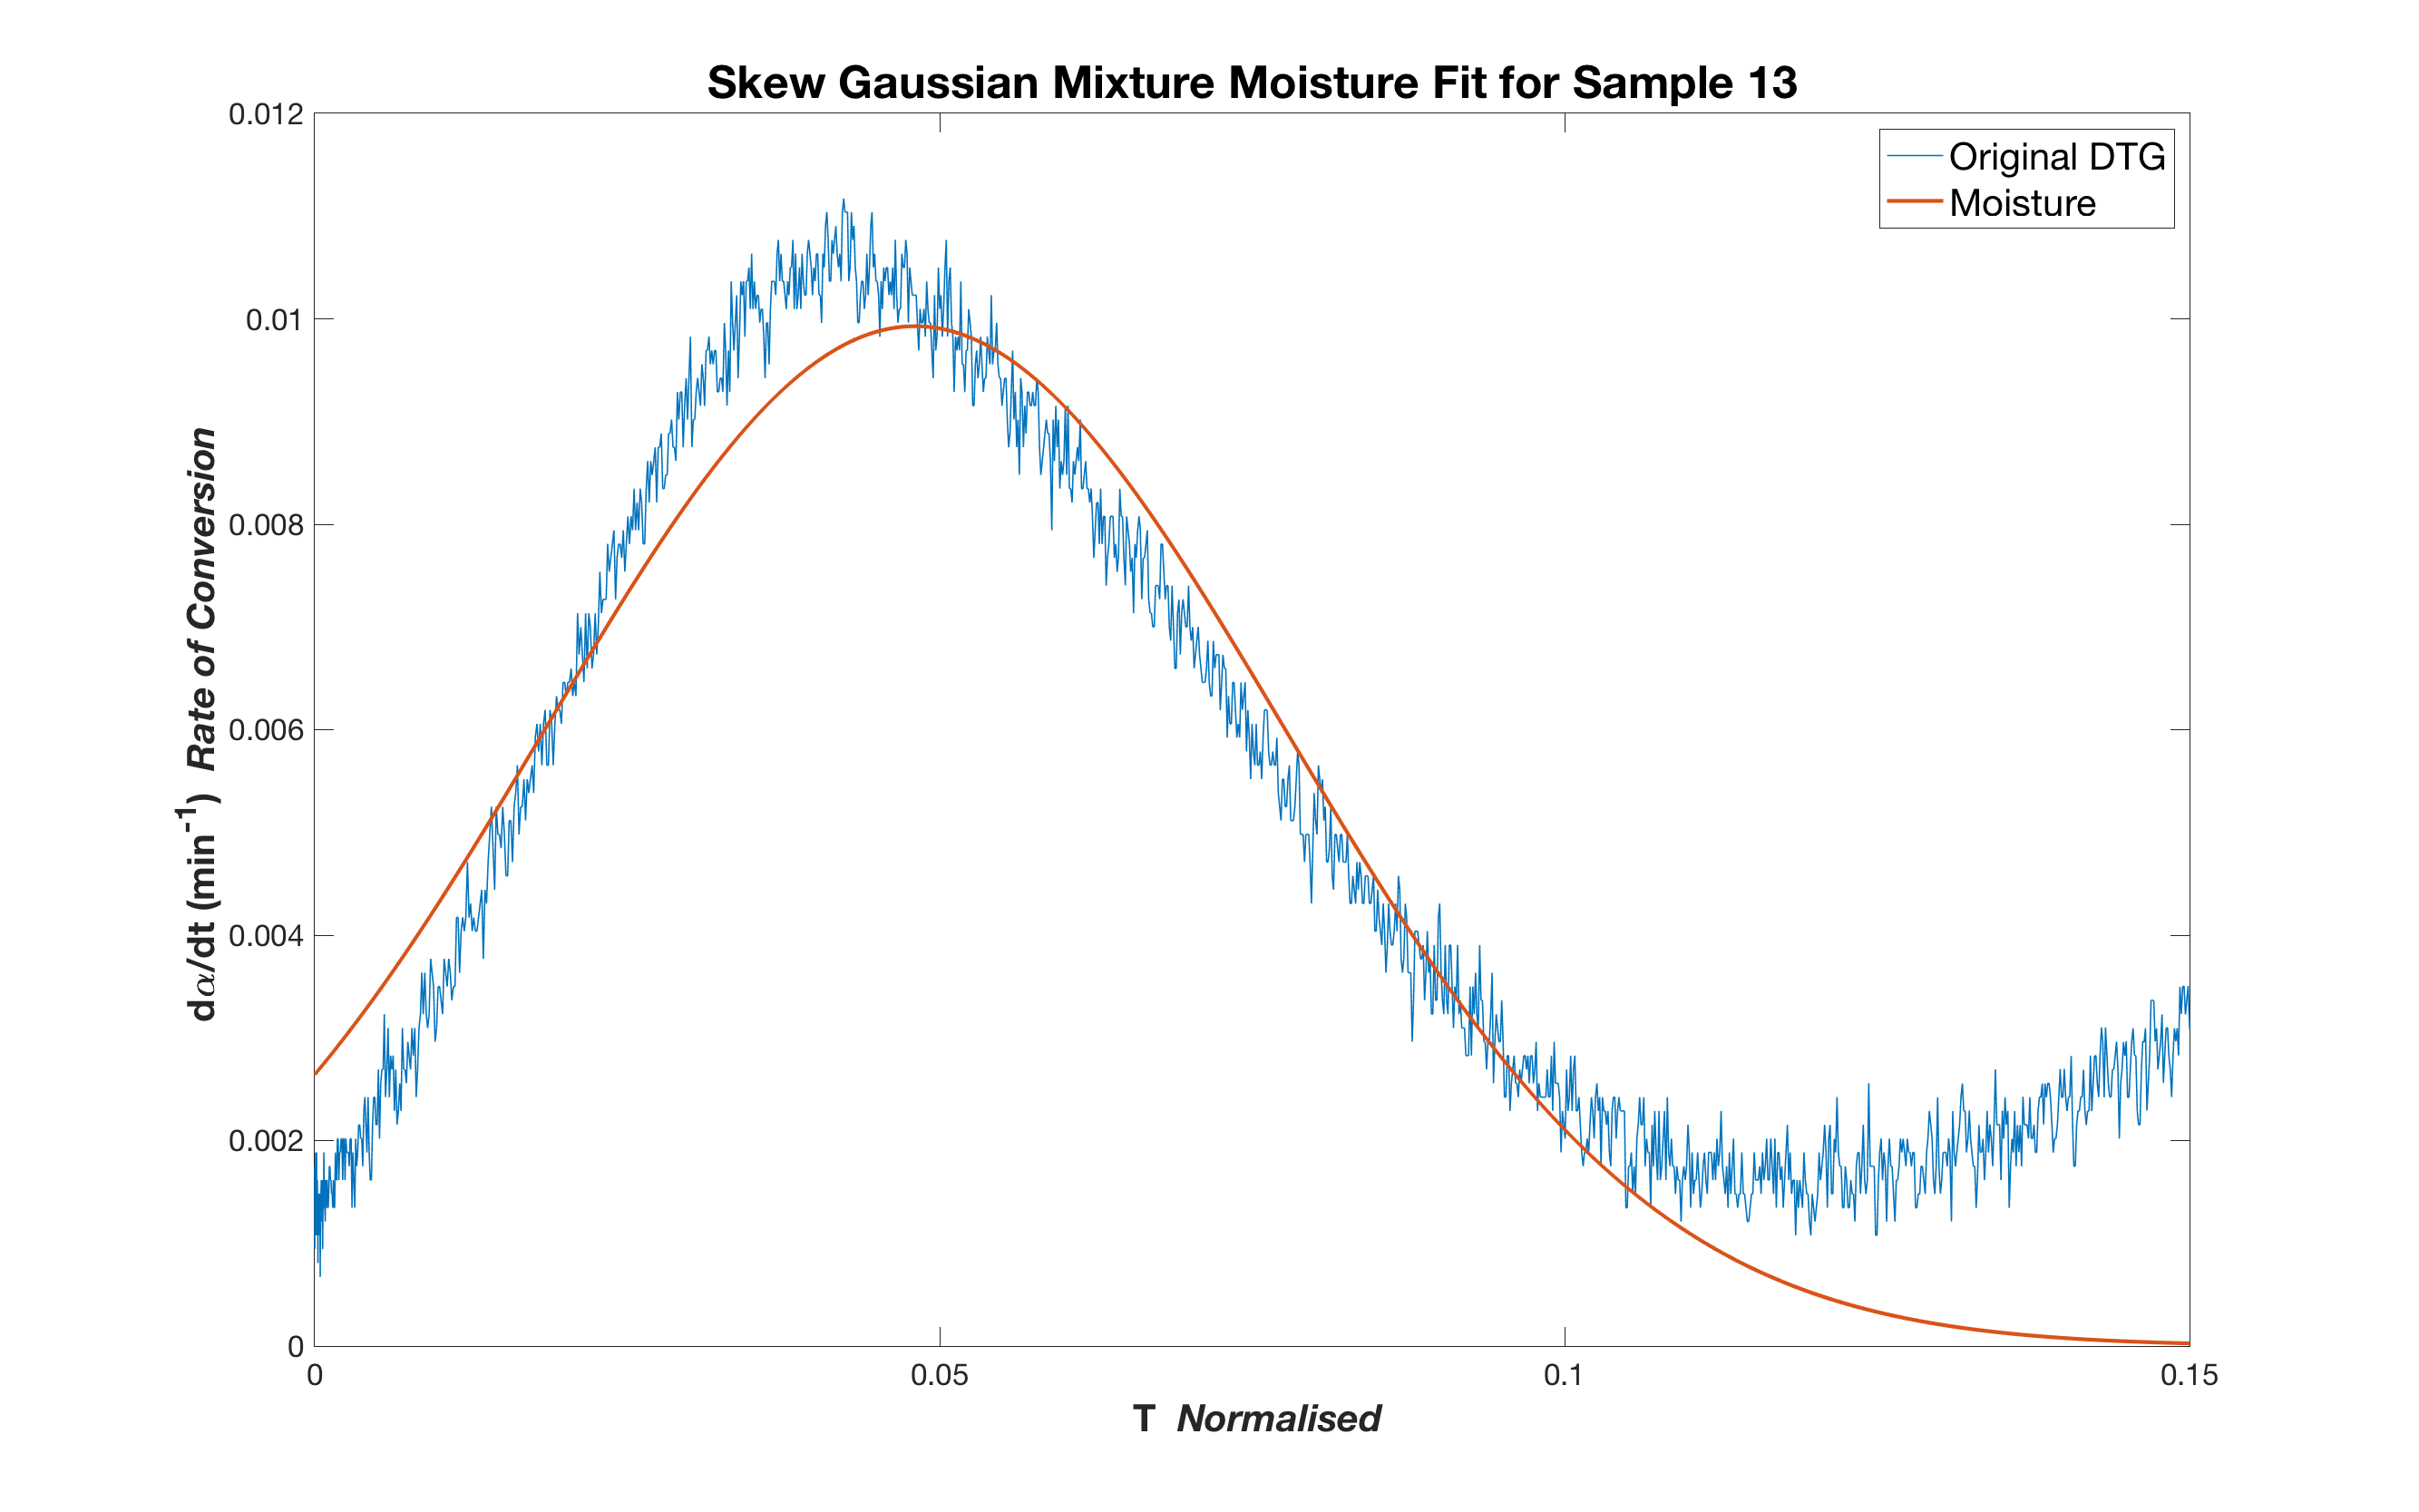 Skew Gaussian Mixture Moisture Fit for Sample 13
Original DTG
Moisture
0.012
0.01
0.008
0.006
0.004
0.002
0
dα/dt (min⁻¹) Rate of Conversion
0
0.05
0.1
0.15
T Normalised